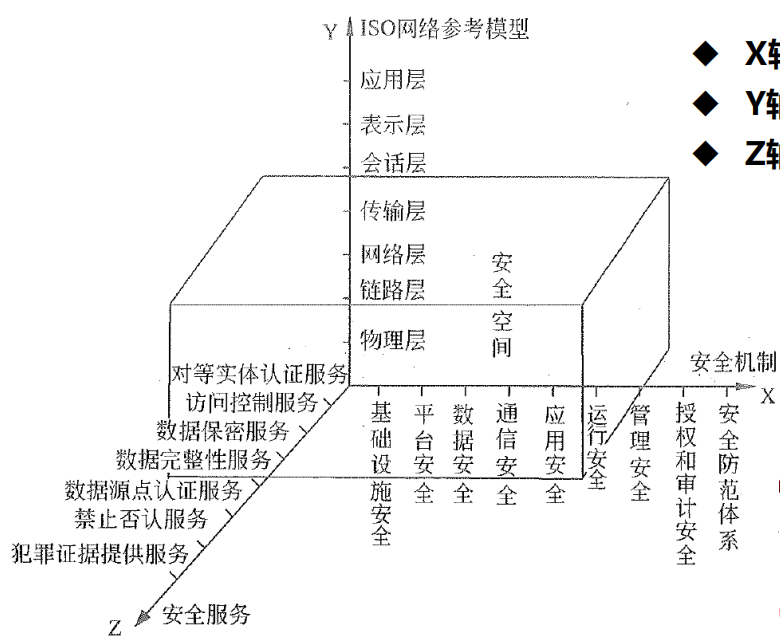 Y ISO网络参考模型
◆ X
◆ Y
◆ Z
应用层
表示层
会话层
传输层
网络层
链路层
物理层
安全空间
安全机制
X
对等实体认证服务
访问控制服务
数据保密服务
数据完整性服务
数据源点认证服务
禁止否认服务
犯罪证据提供服务
基础设施安全
平台安全
数据安全
通信安全
应用安全
运行安全
管理安全
授权和审计安全
安全防范体系
Z 安全服务